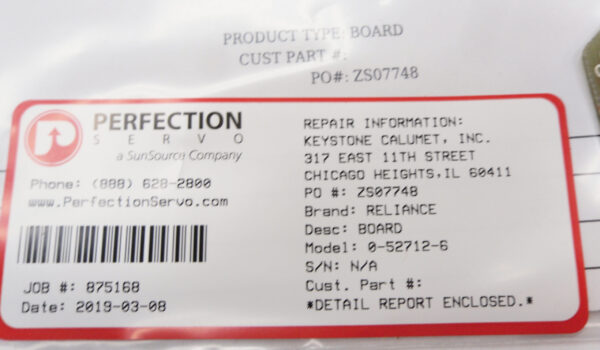 PRODUCT TYPE: BOARD
CUST PART #:
PO#: ZS07748
PERFECTION
SERVO
a SunSource Company
Phone: (888) 628-2800
www.PerfectionServo.com
JOB #: 875168
Date: 2019-03-08
REPAIR INFORMATION:
KEYSTONE CALUMET, INC.
317 EAST 11TH STREET
CHICAGO HEIGHTS,IL 60411
PO #: ZS07748
Brand: RELIANCE
Desc: BOARD
Model: 0-52712-6
S/N: N/A
Cust. Part #:
*DETAIL REPORT ENCLOSED.*